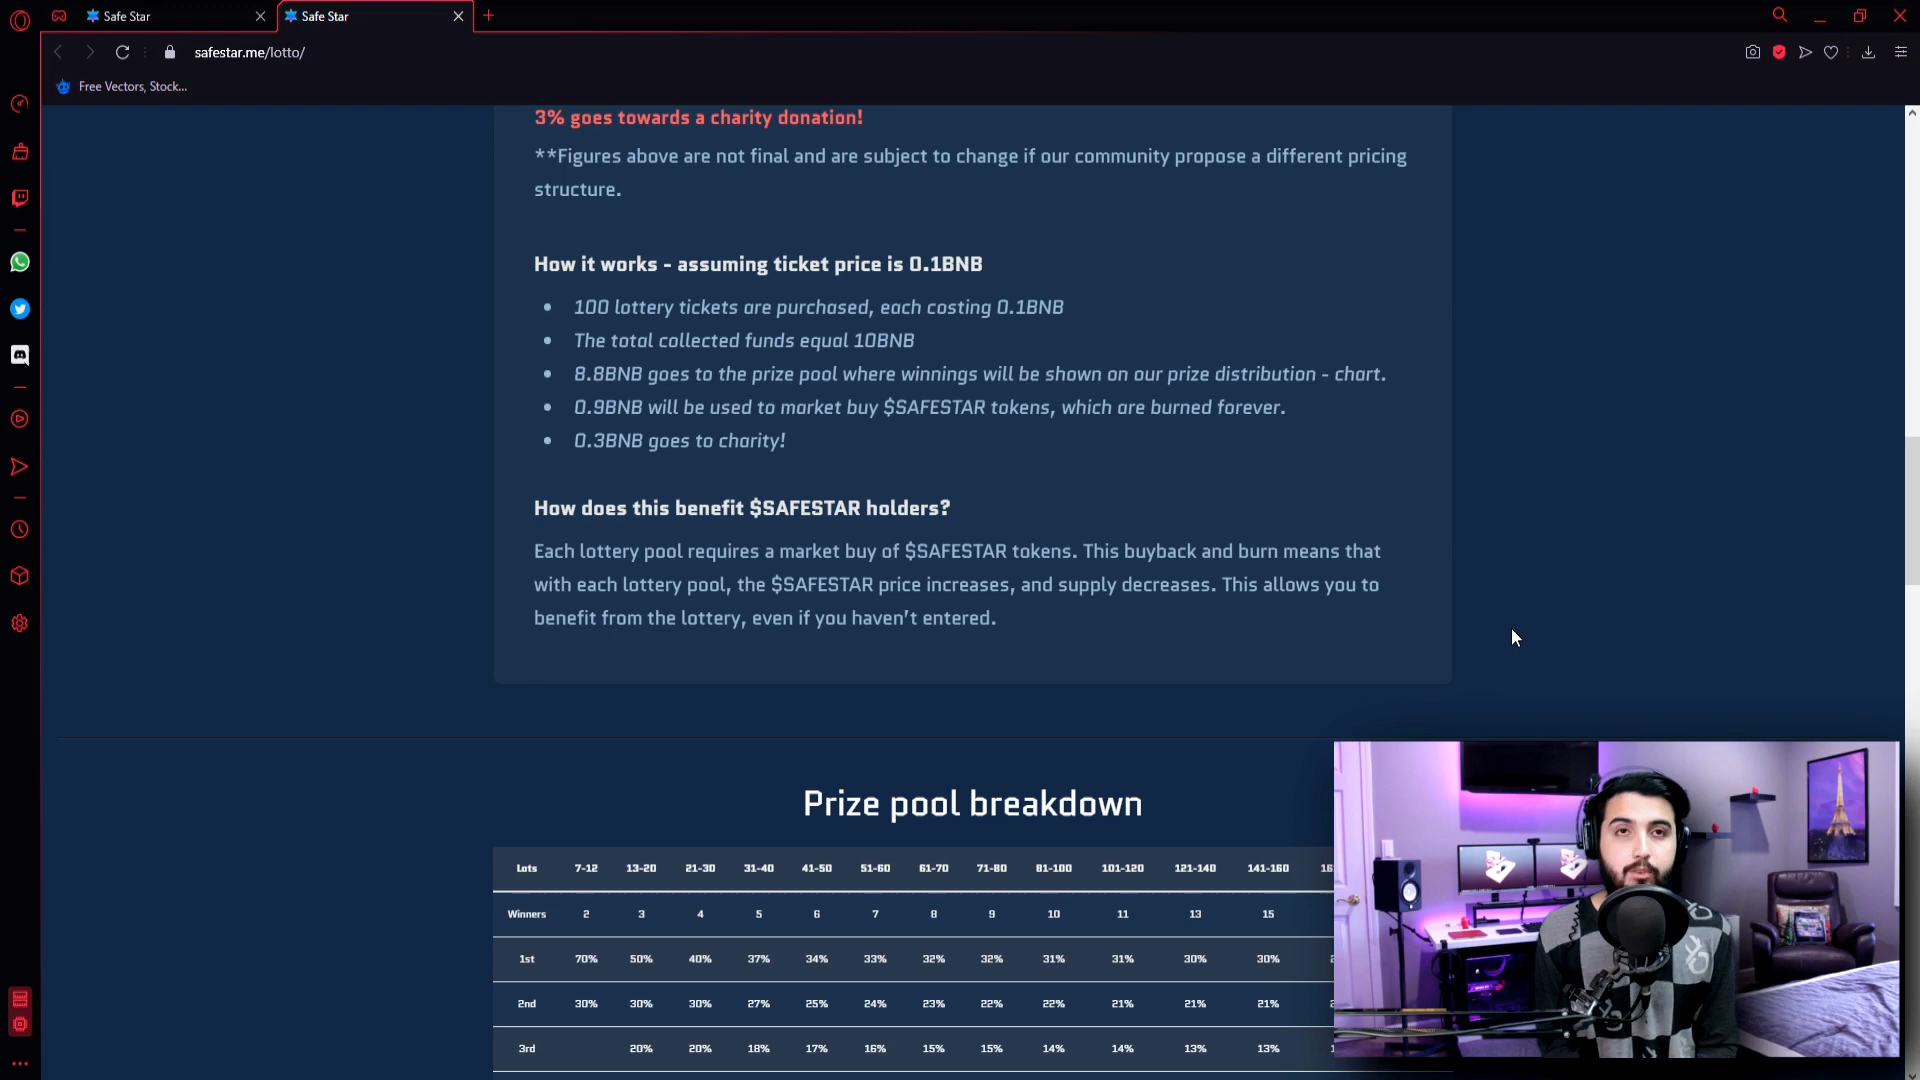 Safe Star
Safe Star
safestar.me/lotto/
Free Vectors, Stock...
3% goes towards a charity donation!
**Figures above are not final and are subject to change if our community propose a different pricing
structure.
How it works - assuming ticket price is 0.1BNB
• 100 lottery tickets are purchased, each costing 0.1BNB
• The total collected funds equal 10BNB
• 8.8BNB goes to the prize pool where winnings will be shown on our prize distribution - chart.
• 0.9BNB will be used to market buy $SAFESTAR tokens, which are burned forever.
• 0.3BNB goes to charity!
How does this benefit $SAFESTAR holders?
Each lottery pool requires a market buy of $SAFESTAR tokens. This buyback and burn means that
with each lottery pool, the $SAFESTAR price increases, and supply decreases. This allows you to
benefit from the lottery, even if you haven't entered.
Prize pool breakdown
Lots 7-12 13-20 21-30 31-40 41-50 51-60 61-70 71-80 81-100 101-120 121-140 141-160
Winners 2 3 4 5 6 7 8 9 10 11 13 15
1st 70% 50% 40% 37% 34% 33% 32% 32% 31% 31% 30% 30%
2nd 30% 30% 30% 27% 25% 24% 23% 22% 22% 21% 21% 21%
3rd 20% 20% 18% 17% 16% 15% 15% 14% 14% 13% 13%